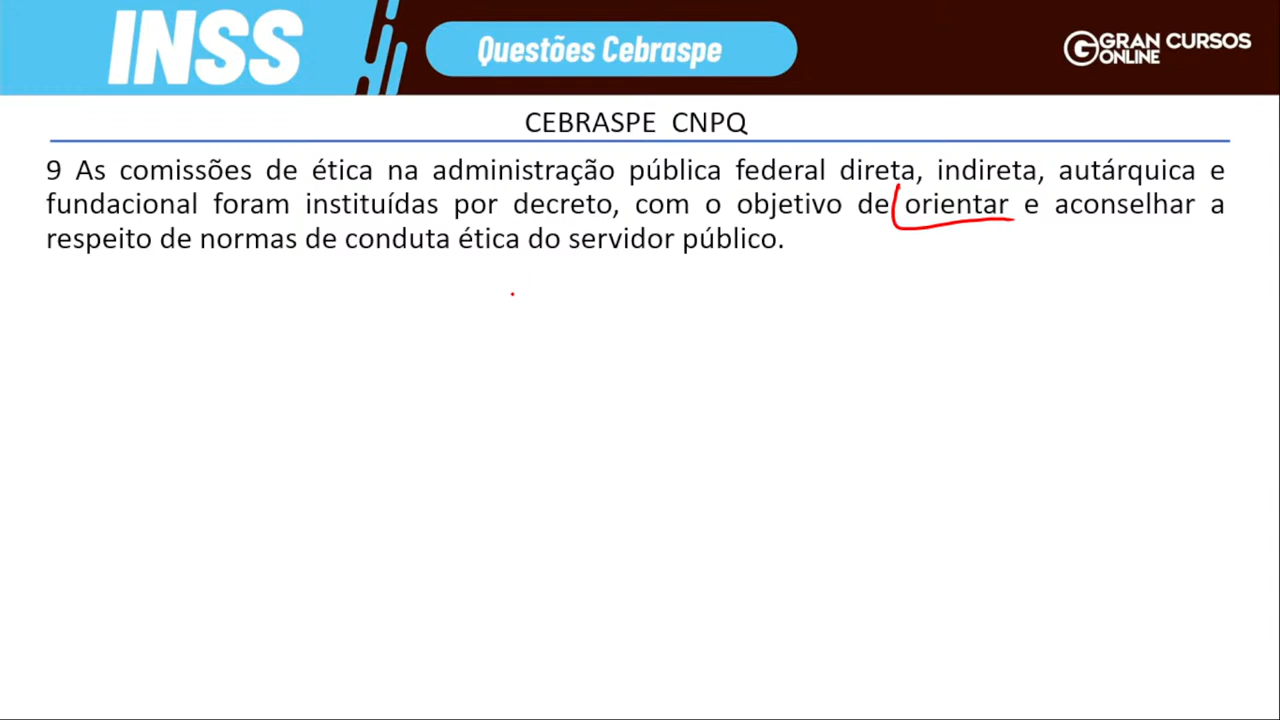 INSS
Questões Cebraspe
GRAN CURSOS
ONLINE
CEBRASPE CNPQ
9 As comissões de ética na administração pública federal direta, indireta, autárquica e
fundacional foram instituídas por decreto, com o objetivo de orientar e aconselhar a
respeito de normas de conduta ética do servidor público.